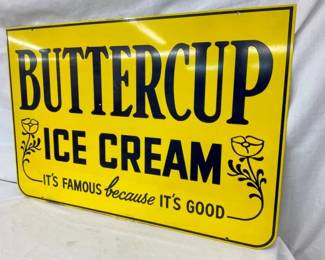 BUTTERCUP
ICE CREAM
IT'S FAMOUS because IT'S GOOD